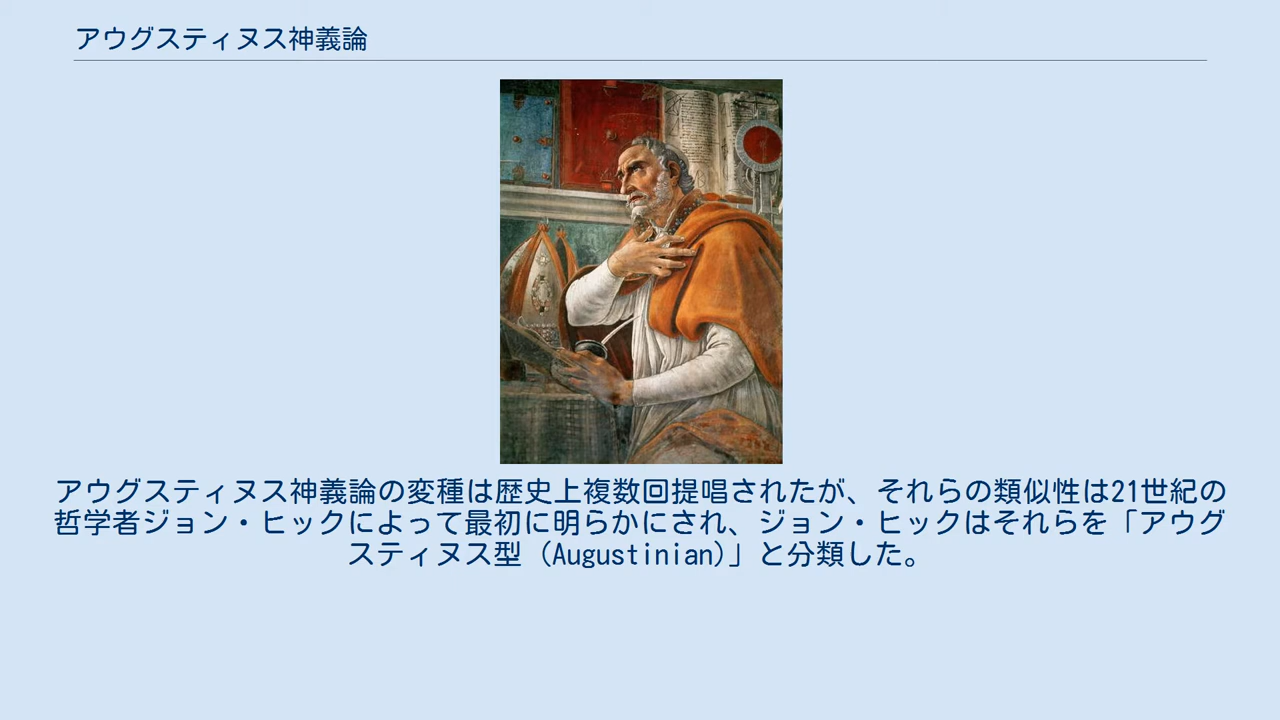 アウグスティヌス神義論
アウグスティヌス神義論の変種は歴史上複数回提唱されたが、それらの類似性は21世紀の
哲学者ジョン・ヒックによって最初に明らかにされ、ジョン・ヒックはそれらを「アウグ
スティヌス型（Augustinian)」と分類した。